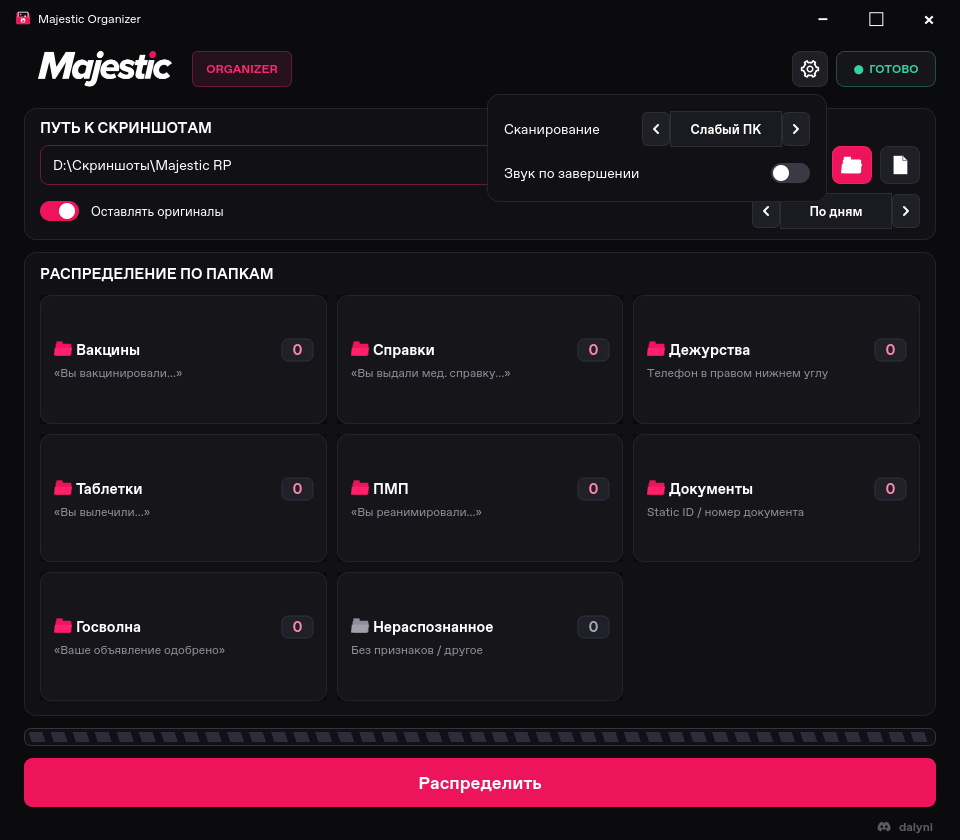 Majestic Organizer
Majestic
ORGANIZER
ГОТОВО
Сканирование
Слабый ПК
Звук по завершении
ПУТЬ К СКРИНШОТАМ
D:\Скриншоты\Majestic RP
Оставлять оригиналы
По дням
РАСПРЕДЕЛЕНИЕ ПО ПАПКАМ
Вакцины 0
«Вы вакцинировали...»
Справки 0
«Вы выдали мед. справку...»
Дежурства 0
Телефон в правом нижнем углу
Таблетки 0
«Вы вылечили...»
ПМП 0
«Вы реанимировали...»
Документы 0
Static ID / номер документа
Госволна 0
«Ваше объявление одобрено»
Нераспознанное 0
Без признаков / другое
Распределить
dalyni